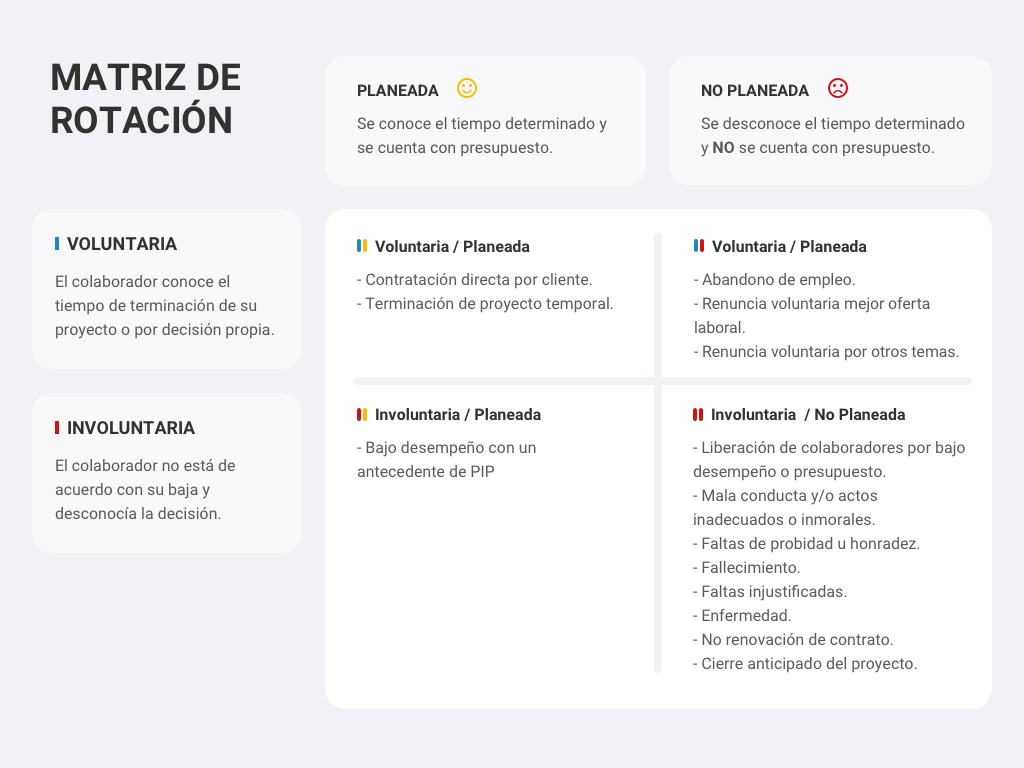 MATRIZ DE
ROTACIÓN
PLANEADA
Se conoce el tiempo determinado y
se cuenta con presupuesto.
NO PLANEADA
Se desconoce el tiempo determinado
y NO se cuenta con presupuesto.
VOLUNTARIA
El colaborador conoce el
tiempo de terminación de su
proyecto o por decisión propia.
INVOLUNTARIA
El colaborador no está de
acuerdo con su baja y
desconocía la decisión.
Voluntaria / Planeada
- Contratación directa por cliente.
- Terminación de proyecto temporal.
Voluntaria / Planeada
- Abandono de empleo.
- Renuncia voluntaria mejor oferta
laboral.
- Renuncia voluntaria por otros temas.
Involuntaria / Planeada
- Bajo desempeño con un
antecedente de PIP
Involuntaria / No Planeada
- Liberación de colaboradores por bajo
desempeño o presupuesto.
- Mala conducta y/o actos
inadecuados o inmorales.
- Faltas de probidad u honradez.
- Fallecimiento.
- Faltas injustificadas.
- Enfermedad.
- No renovación de contrato.
- Cierre anticipado del proyecto.